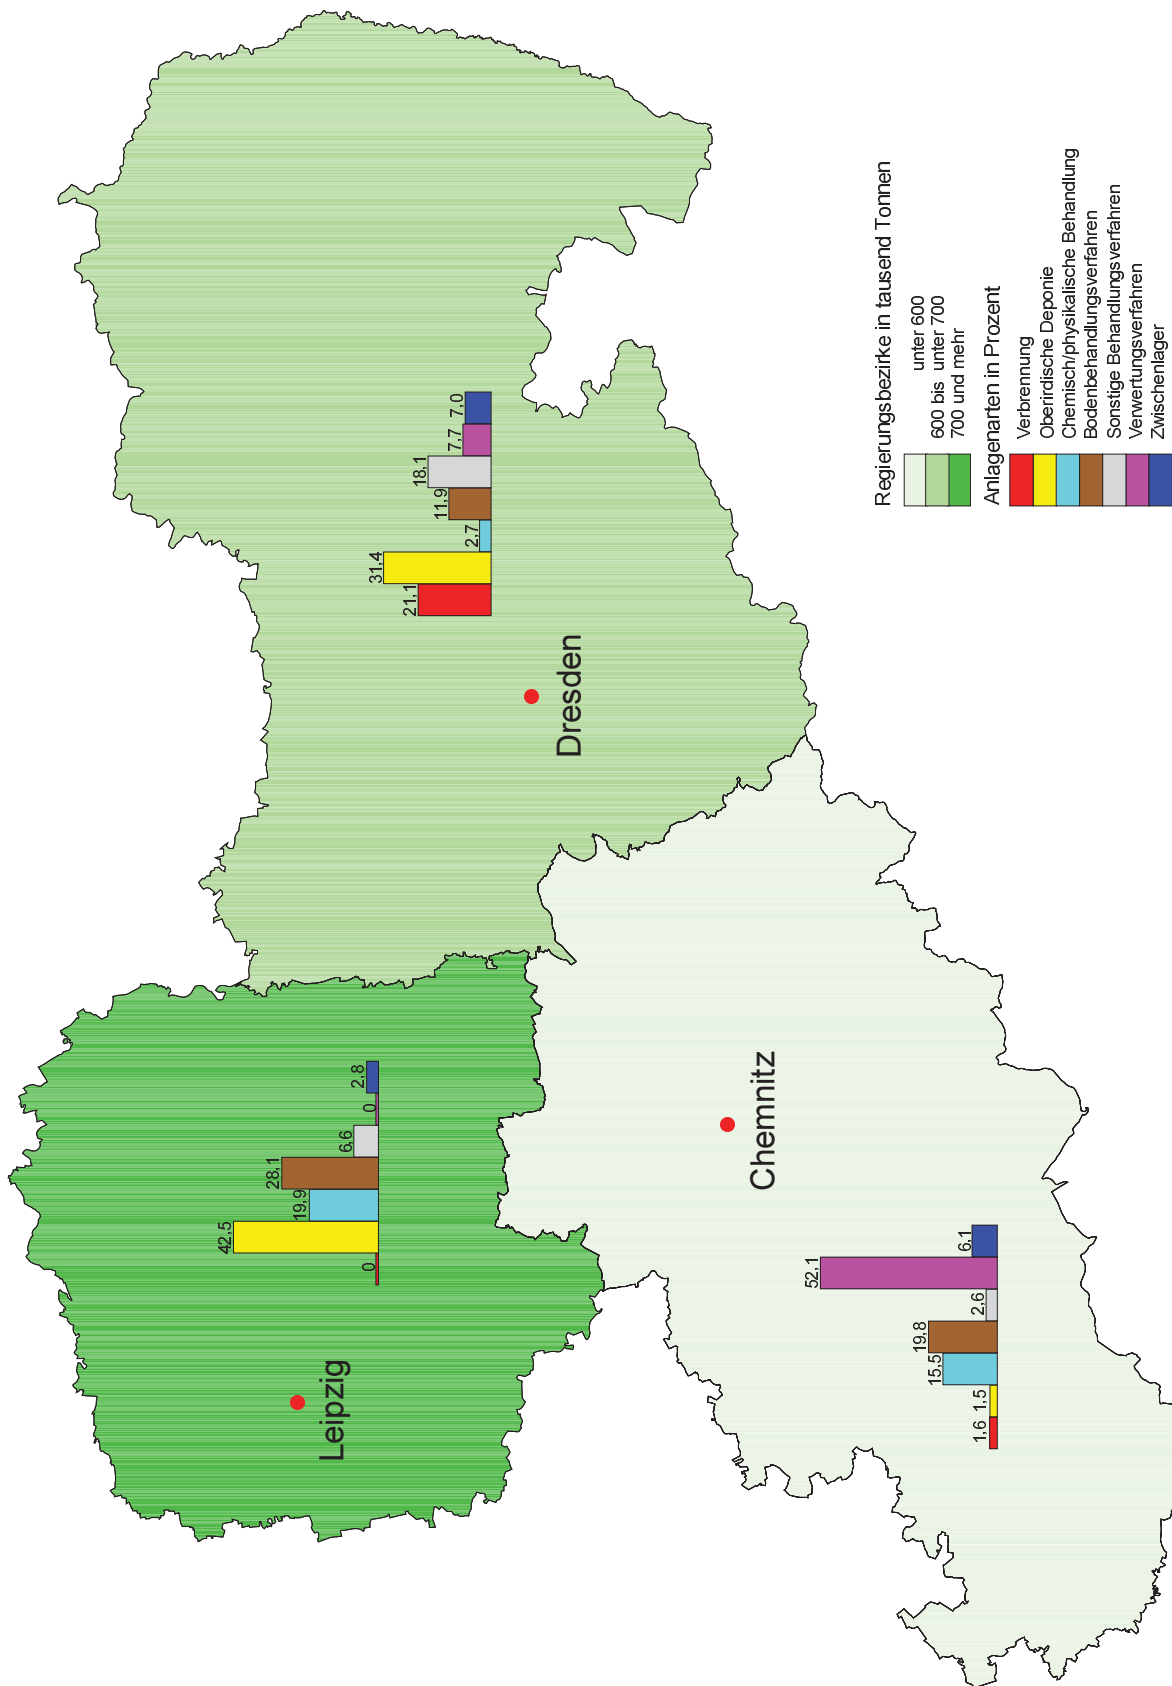 Leipzig
0
42,5
19,9
28,1
6,6
0
2,8
Dresden
21,1
31,4
2,7
11,9
18,1
7,7
7,0
Chemnitz
1,6
1,5
15,5
19,8
2,6
52,1
6,1
Regierungsbezirke in tausend Tonnen
unter 600
600 bis unter 700
700 und mehr
Anlagenarten in Prozent
Verbrennung
Oberirdische Deponie
Chemisch/physikalische Behandlung
Bodenbehandlungsverfahren
Sonstige Behandlungsverfahren
Verwertungsverfahren
Zwischenlager